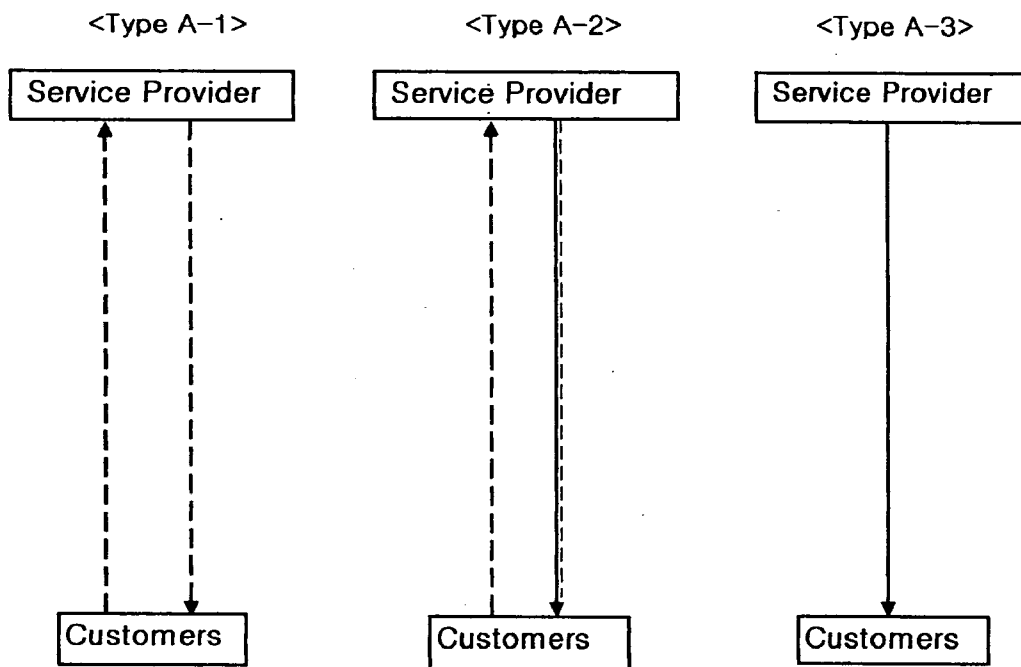 <Type A-1>
<Type A-2>
<Type A-3>
Service Provider
Service Provider
Service Provider
Customers
Customers
Customers